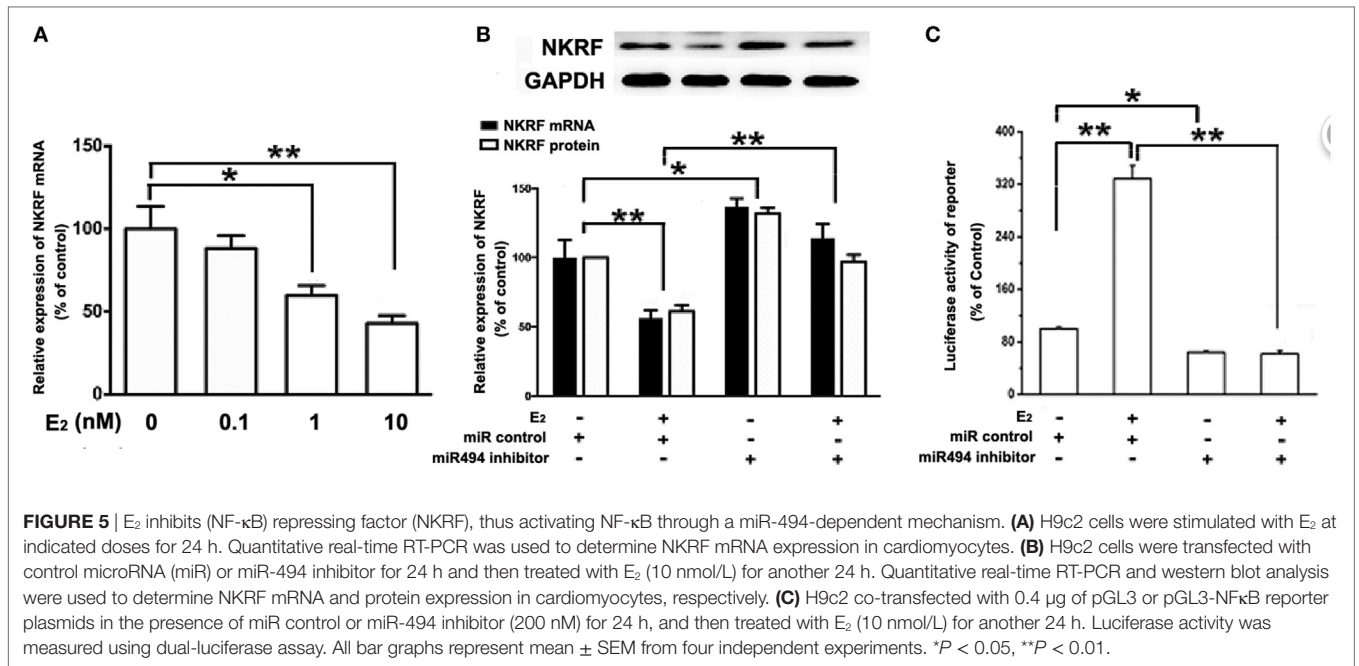 A
Relative expression of NKRF mRNA
(% of control)
150
100
50
0
*
**
E₂ (nM) 0 0.1 1 10
B
NKRF
GAPDH
NKRF mRNA
NKRF protein
Relative expression of NKRF
(% of control)
150
100
50
0
**
*
**
E₂ - + - +
miR control + + - -
miR494 inhibitor - - + +
C
Luciferase activity of reporter
(% of Control)
400
320
240
160
80
0
*
**
**
E₂ - + - +
miR control + + - -
miR494 inhibitor - - + +
FIGURE 5 | E₂ inhibits (NF-κB) repressing factor (NKRF), thus activating NF-κB through a miR-494-dependent mechanism. (A) H9c2 cells were stimulated with E₂ at
indicated doses for 24 h. Quantitative real-time RT-PCR was used to determine NKRF mRNA expression in cardiomyocytes. (B) H9c2 cells were transfected with
control microRNA (miR) or miR-494 inhibitor for 24 h and then treated with E₂ (10 nmol/L) for another 24 h. Quantitative real-time RT-PCR and western blot analysis
were used to determine NKRF mRNA and protein expression in cardiomyocytes, respectively. (C) H9c2 co-transfected with 0.4 μg of pGL3 or pGL3-NFκB reporter
plasmids in the presence of miR control or miR-494 inhibitor (200 nM) for 24 h, and then treated with E₂ (10 nmol/L) for another 24 h. Luciferase activity was
measured using dual-luciferase assay. All bar graphs represent mean ± SEM from four independent experiments. *P < 0.05, **P < 0.01.